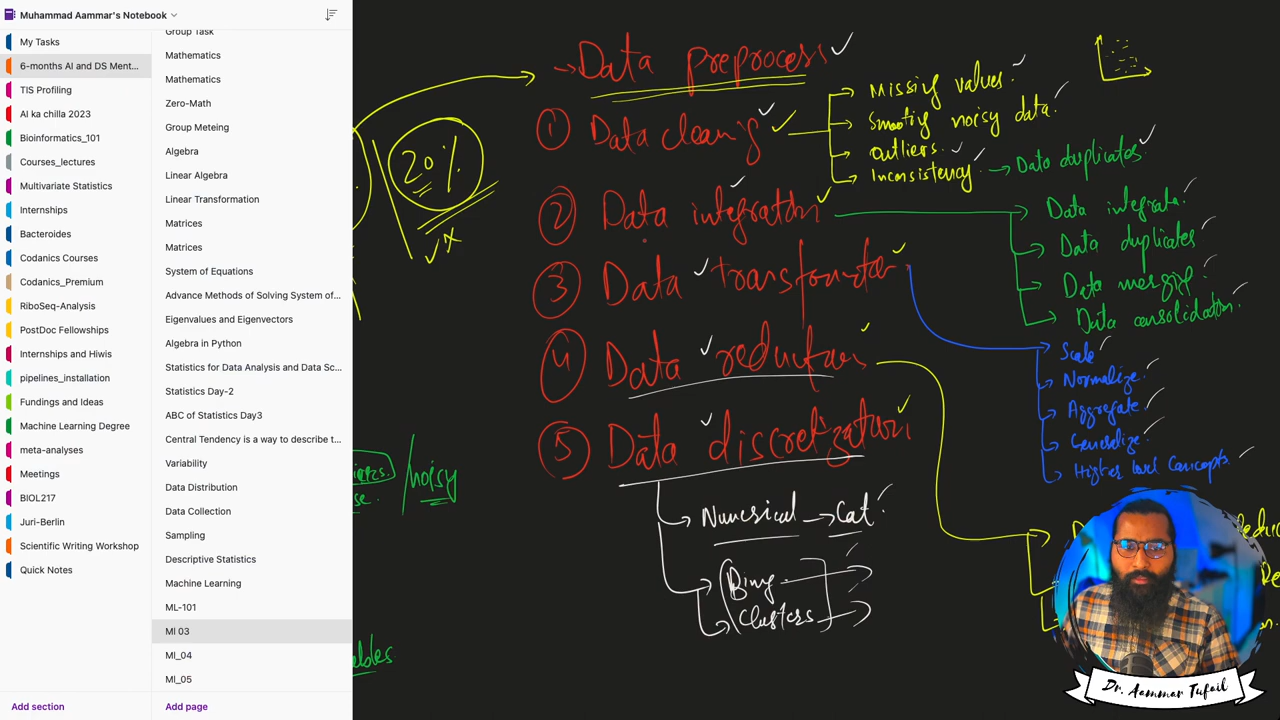 Muhammad Aammar's Notebook
My Tasks
6-months AI and DS Ment...
TIS Profiling
AI ka chilla 2023
Bioinformatics_101
Courses_lectures
Multivariate Statistics
Internships
Bacteroides
Codanics Courses
Codanics_Premium
RiboSeq-Analysis
PostDoc Fellowships
Internships and Hiwis
pipelines_installation
Fundings and Ideas
Machine Learning Degree
meta-analyses
Meetings
BIOL217
Juri-Berlin
Scientific Writing Workshop
Quick Notes
Add section
Group Task
Mathematics
Mathematics
Zero-Math
Group Meteing
Algebra
Linear Algebra
Linear Transformation
Matrices
Matrices
System of Equations
Advance Methods of Solving System of...
Eigenvalues and Eigenvectors
Algebra in Python
Statistics for Data Analysis and Data Sc...
Statistics Day-2
ABC of Statistics Day3
Central Tendency is a way to describe t...
Variability
Data Distribution
Data Collection
Sampling
Descriptive Statistics
Machine Learning
ML-101
Ml 03
Ml_04
Ml_05
Add page
20%
noisy
Data preprocess
① Data cleaning
Missing values
Smooting noisy data
outliers
Inconsistency → Data duplicates
② Data integration
Data integrate
Data duplicates
Data merging
Data consolidation
③ Data transformation
Scale
Normalize
Aggregate
Generalize
Higher level Concepts
④ Data reduction
⑤ Data discretization
Numerical → Cat
Bing
Clusters
Dr. Aammar Tufail